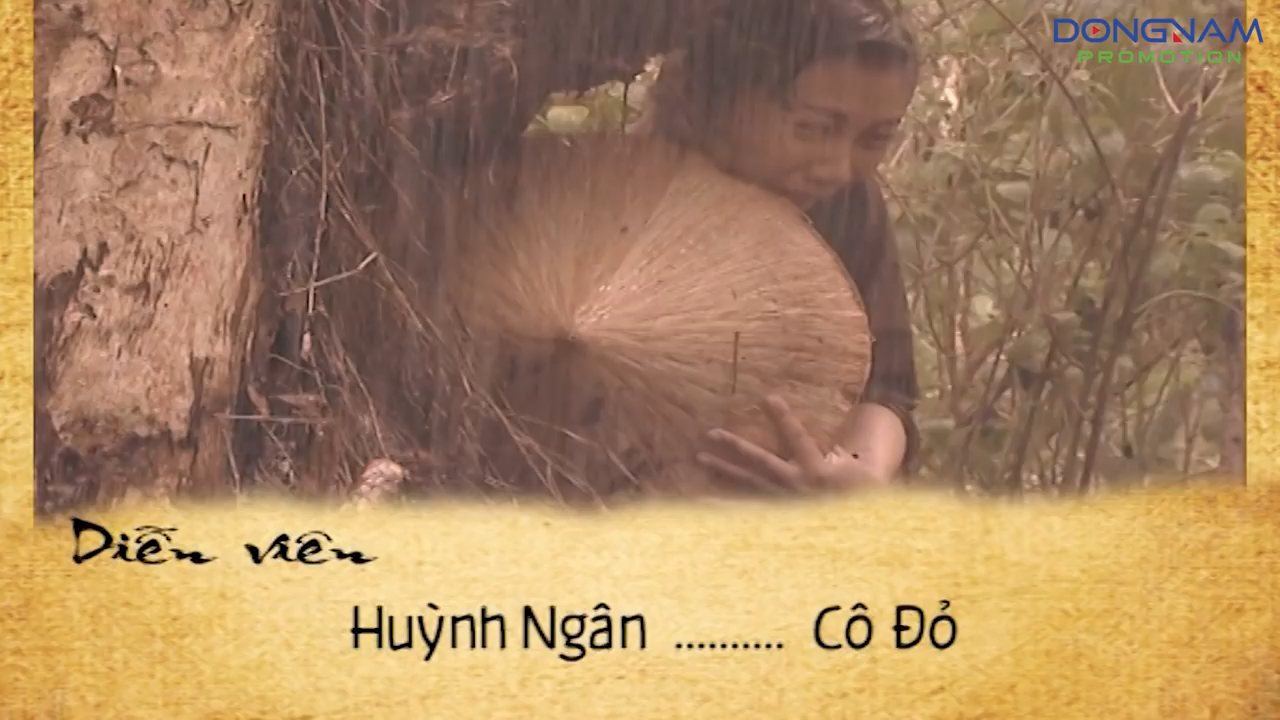 DONGNAM
PROMOTION
Diễn viên
Huỳnh Ngân .......... Cô Đỏ